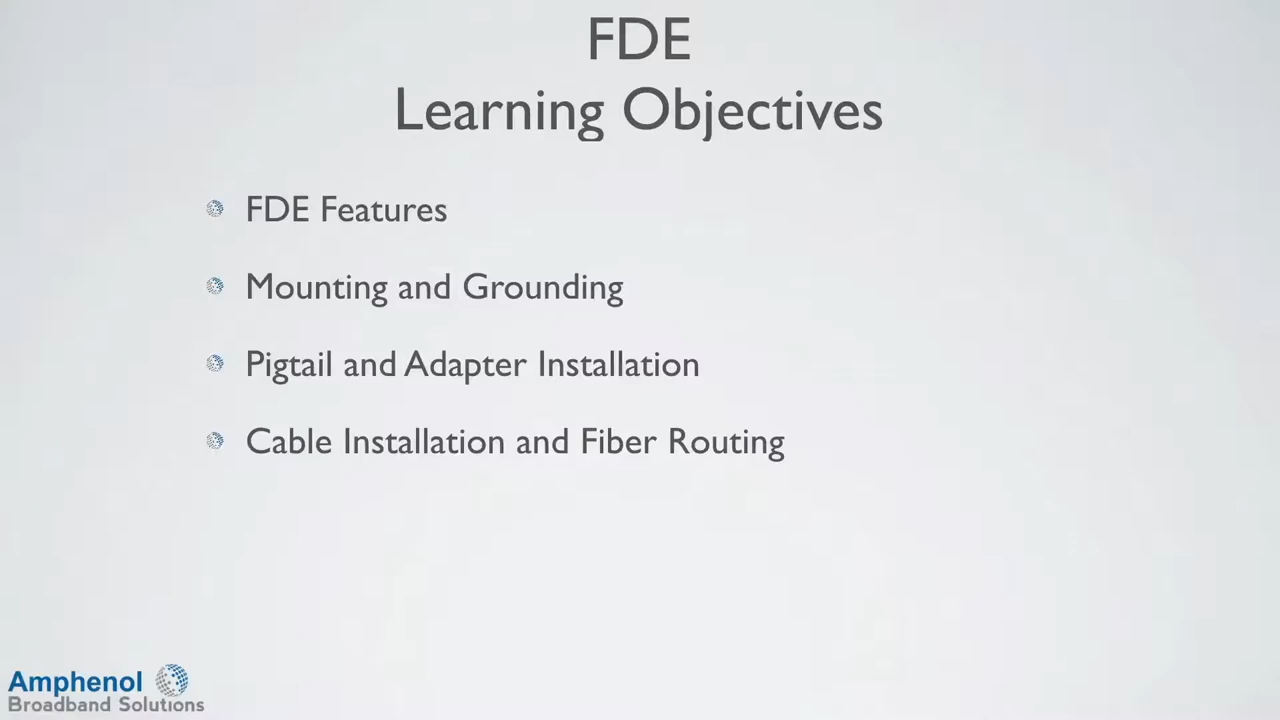 FDE
Learning Objectives
FDE Features
Mounting and Grounding
Pigtail and Adapter Installation
Cable Installation and Fiber Routing
Amphenol
Broadband Solutions